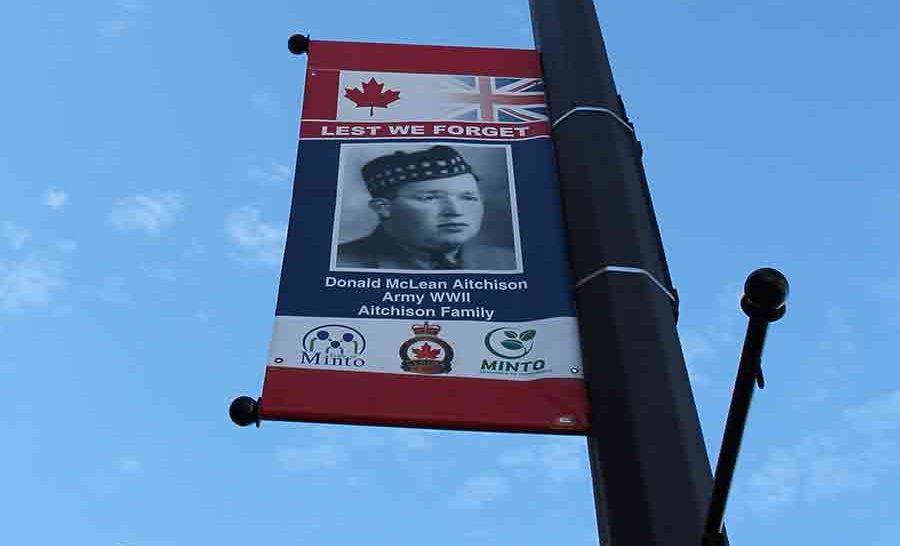 LEST WE FORGET
Donald McLean Aitchison
Army WWII
Aitchison Family
Minto
MINTO